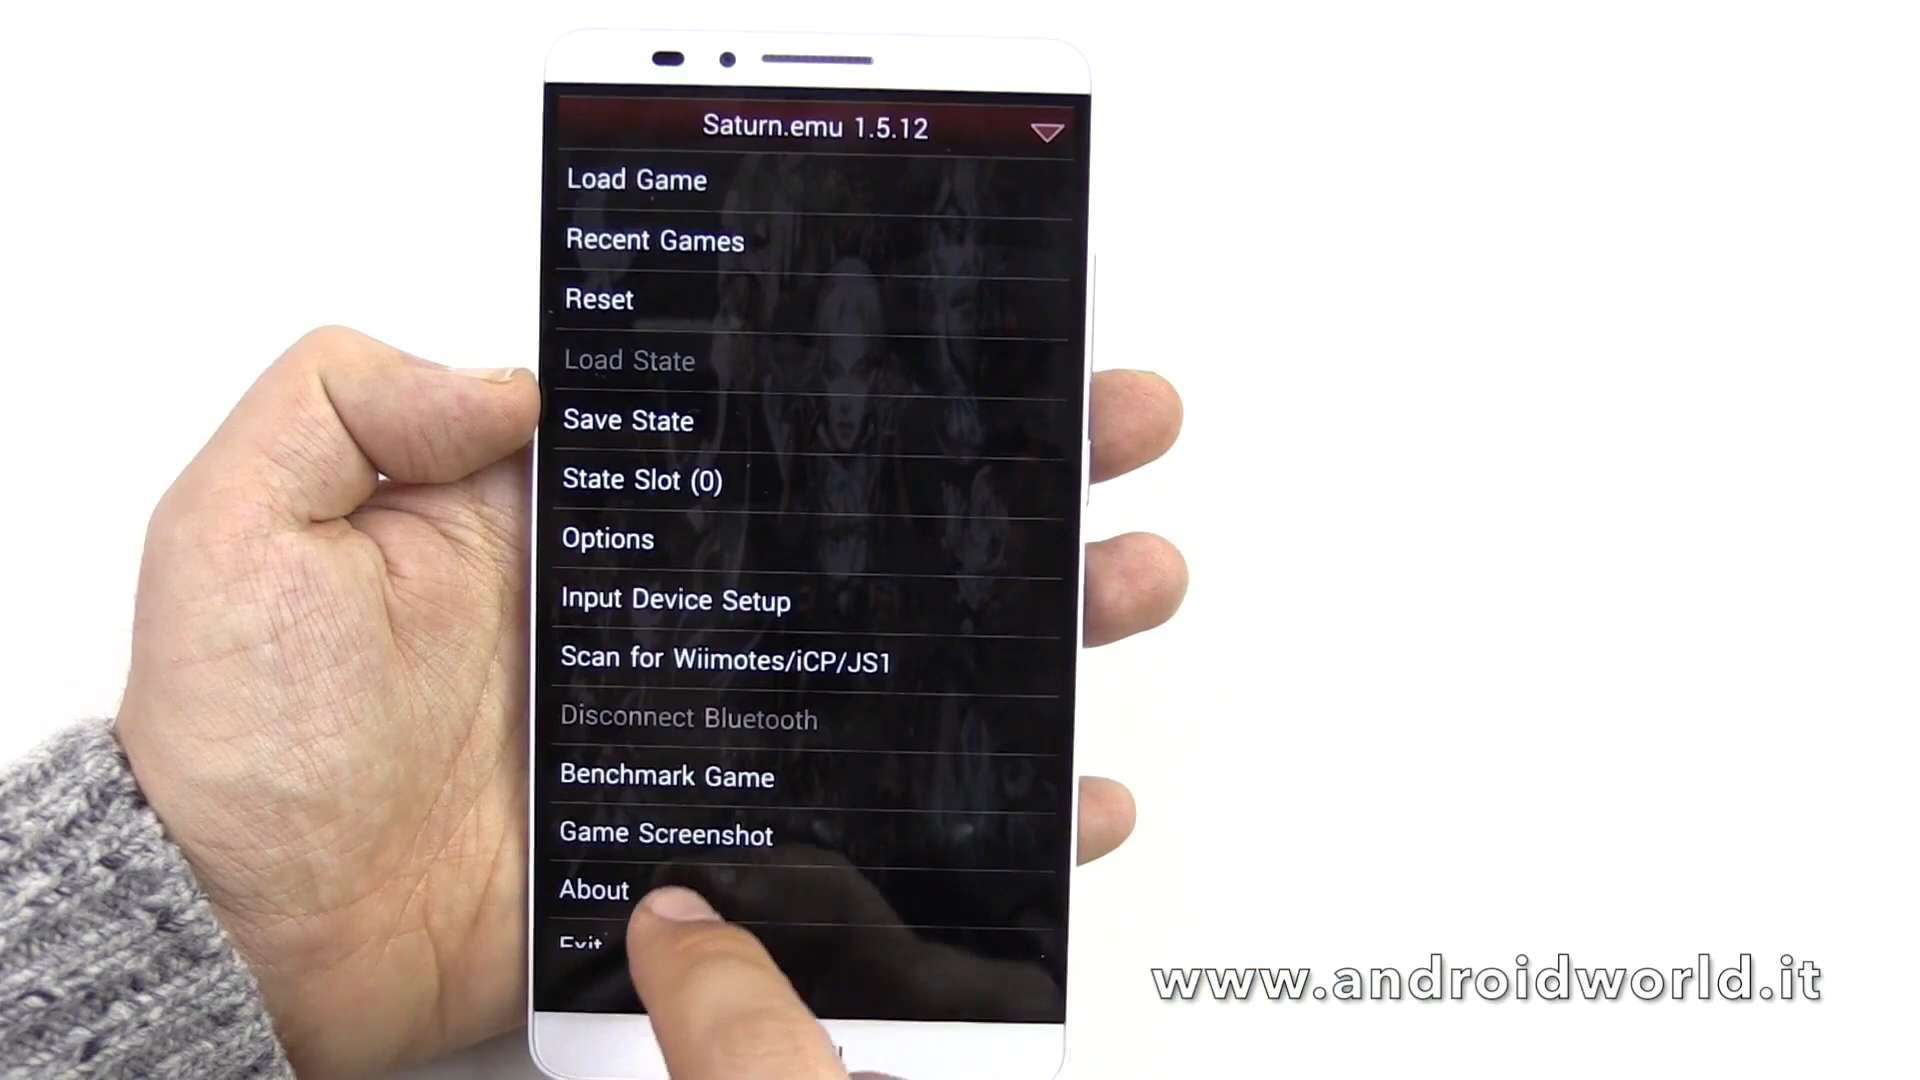 Saturn.emu 1.5.12
Load Game
Recent Games
Reset
Load State
Save State
State Slot (0)
Options
Input Device Setup
Scan for Wiimotes/iCP/JS1
Disconnect Bluetooth
Benchmark Game
Game Screenshot
About
Exit
www.androidworld.it